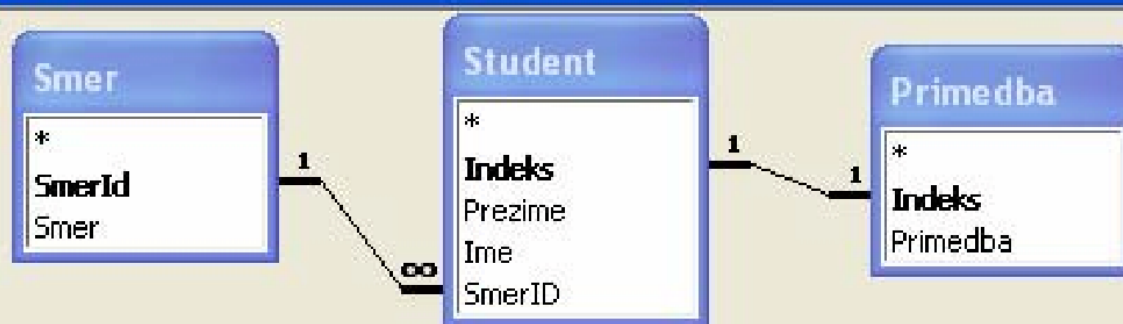 Smer
*
SmerId
Smer
1
∞
Student
*
Indeks
Prezime
Ime
SmerID
1
1
Primedba
*
Indeks
Primedba